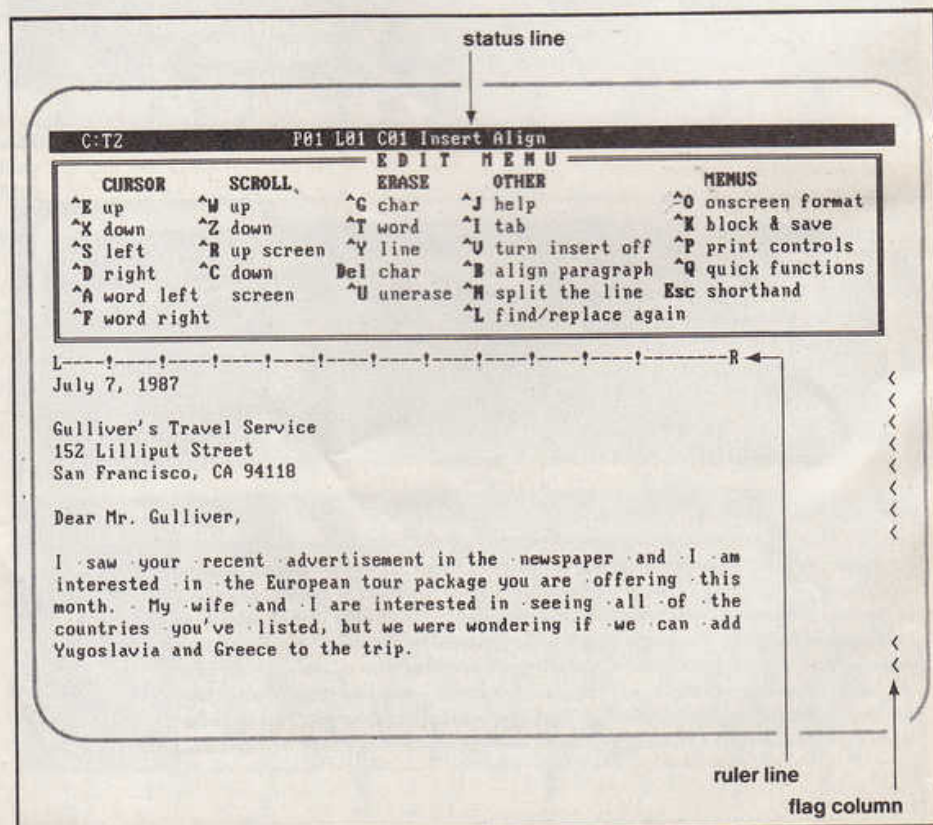 status line
C:T2 P01 L01 C01 Insert Align
E D I T M E N U
CURSOR SCROLL ERASE OTHER MENUS
^E up ^W up ^G char ^J help ^O onscreen format
^X down ^Z down ^T word ^I tab ^K block & save
^S left ^R up screen ^Y line ^V turn insert off ^P print controls
^D right ^C down Del char ^B align paragraph ^Q quick functions
^A word left screen ^U unerase ^M split the line Esc shorthand
^F word right ^L find/replace again
L----!----!----!----!----!----!----!----!----!----!----!--------R
July 7, 1987 <
<
Gulliver's Travel Service <
152 Lilliput Street <
San Francisco, CA 94118 <
<
Dear Mr. Gulliver, <
<
I saw your recent advertisement in the newspaper and I am
interested in the European tour package you are offering this
month. My wife and I are interested in seeing all of the
countries you've listed, but we were wondering if we can add
Yugoslavia and Greece to the trip. <
<
ruler line
flag column